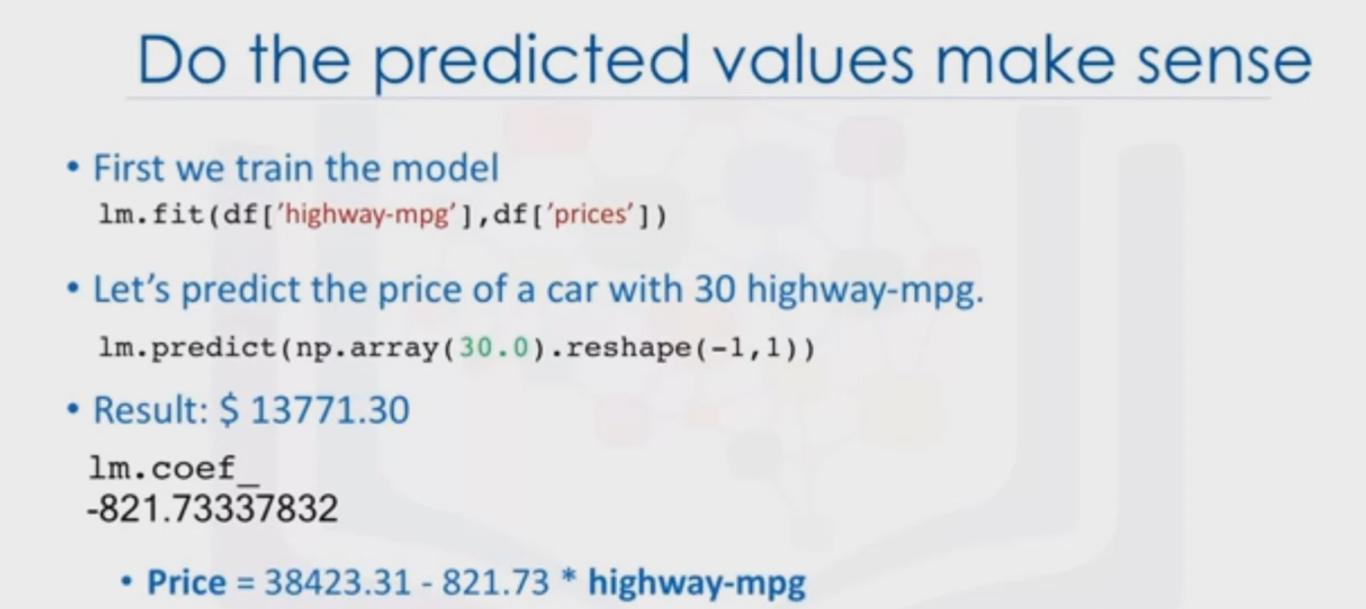 Do the predicted values make sense
• First we train the model
lm.fit(df['highway-mpg'],df['prices'])
• Let's predict the price of a car with 30 highway-mpg.
lm.predict(np.array(30.0).reshape(-1,1))
• Result: $ 13771.30
lm.coef_
-821.73337832
• Price = 38423.31 - 821.73 * highway-mpg